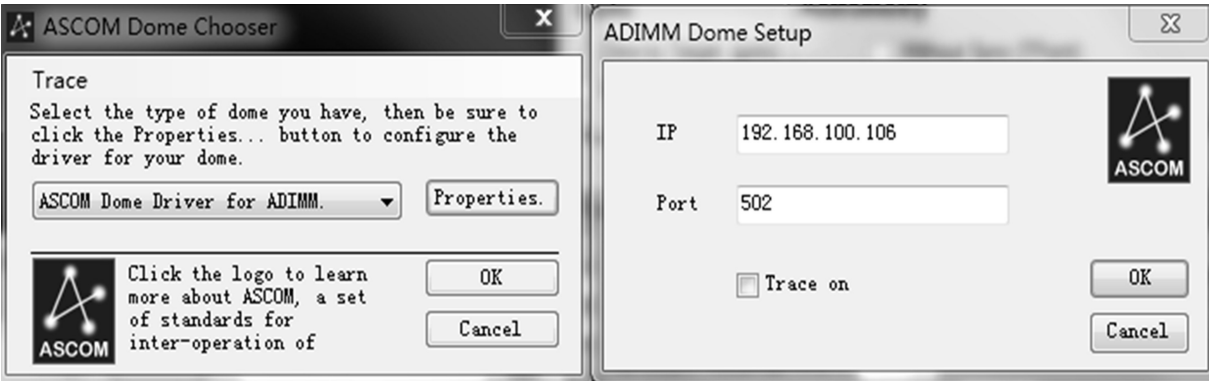 ASCOM Dome Chooser
Trace
Select the type of dome you have, then be sure to
click the Properties... button to configure the
driver for your dome.
ASCOM Dome Driver for ADIMM.
Properties.
ASCOM
Click the logo to learn
more about ASCOM, a set
of standards for
inter-operation of
OK
Cancel
ADIMM Dome Setup
IP
192.168.100.106
ASCOM
Port
502
Trace on
OK
Cancel